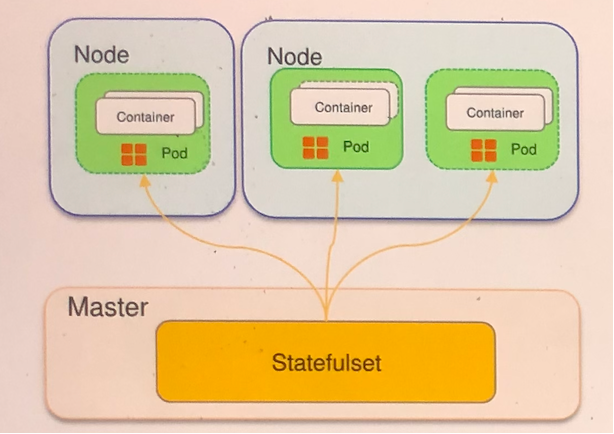 Node
Node
Container
Container
Container
Pod
Pod
Pod
Master
Statefulset